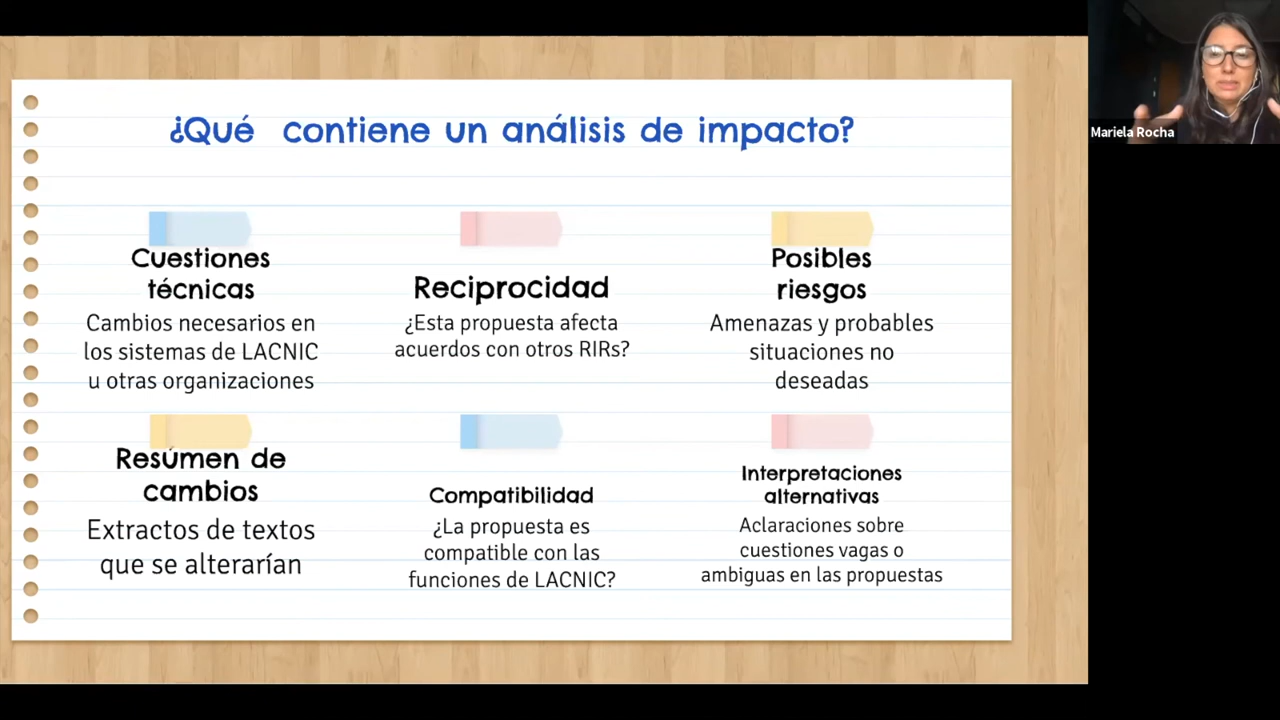 ¿Qué contiene un análisis de impacto?
Cuestiones
técnicas
Cambios necesarios en
los sistemas de LACNIC
u otras organizaciones
Reciprocidad
¿Esta propuesta afecta
acuerdos con otros RIRs?
Posibles
riesgos
Amenazas y probables
situaciones no
deseadas
Resúmen de
cambios
Extractos de textos
que se alterarían
Compatibilidad
¿La propuesta es
compatible con las
funciones de LACNIC?
Interpretaciones
alternativas
Aclaraciones sobre
cuestiones vagas o
ambiguas en las propuestas
Mariela Rocha